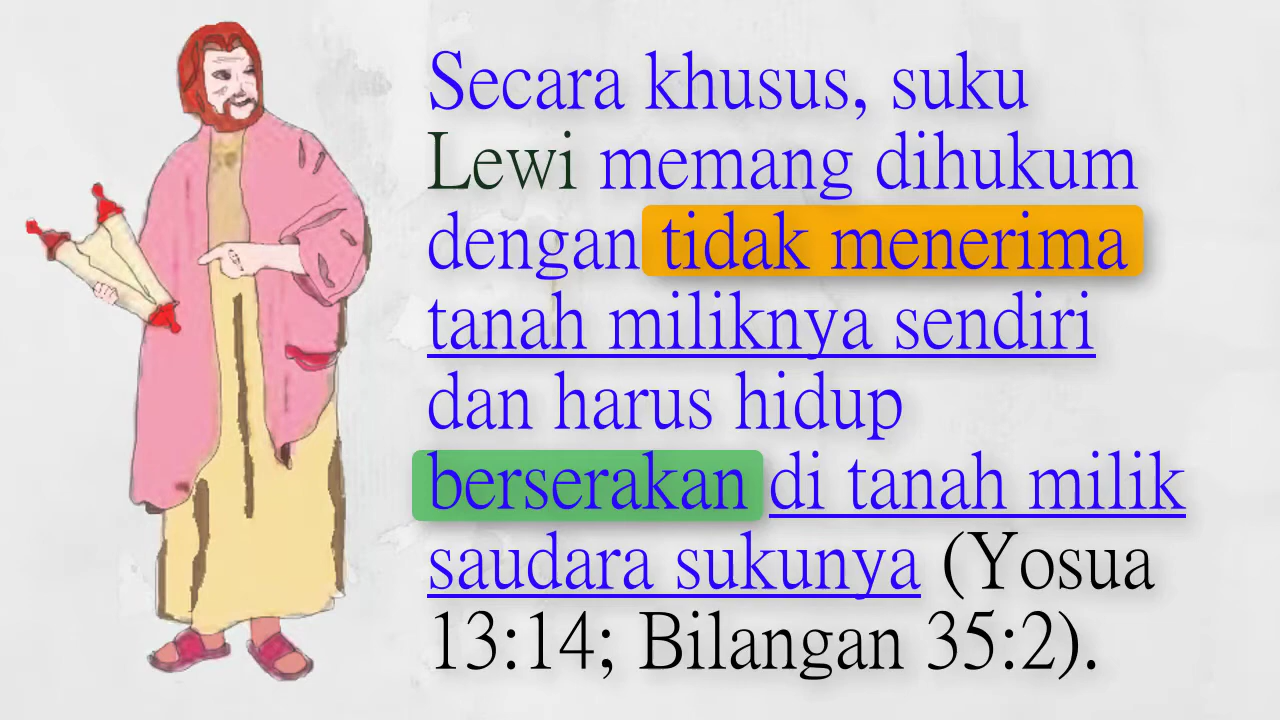 Secara khusus, suku
Lewi memang dihukum
dengan tidak menerima
tanah miliknya sendiri
dan harus hidup
berserakan di tanah milik
saudara sukunya (Yosua
13:14; Bilangan 35:2).